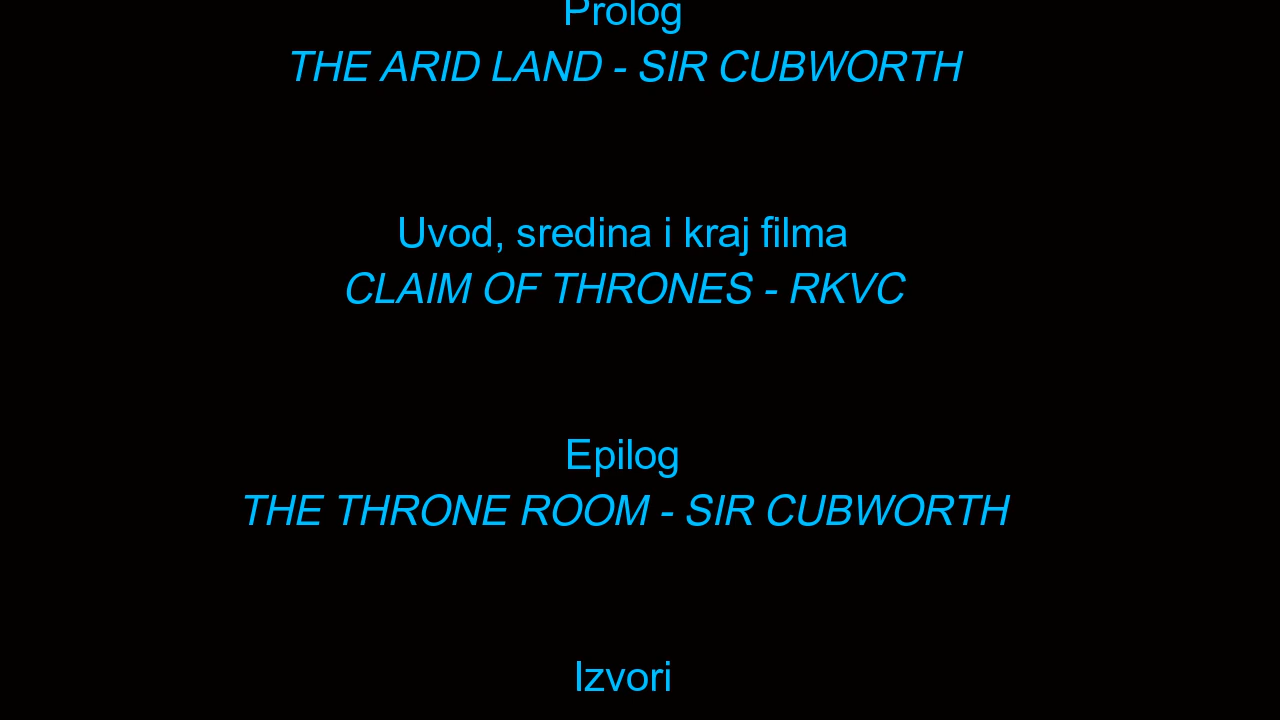 Prolog
THE ARID LAND - SIR CUBWORTH
Uvod, sredina i kraj filma
CLAIM OF THRONES - RKVC
Epilog
THE THRONE ROOM - SIR CUBWORTH
Izvori